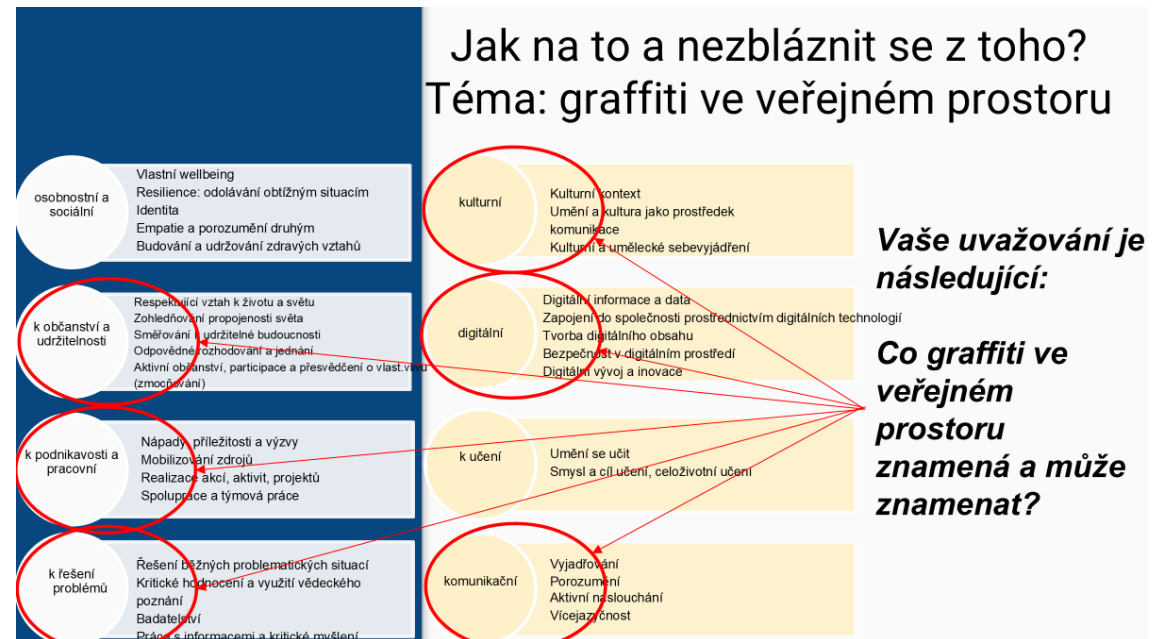 Jak na to a nezbláznit se z toho?
Téma: graffiti ve veřejném prostoru
osobnostní a
sociální
Vlastní wellbeing
Resilience: odolávání obtížným situacím
Identita
Empatie a porozumění druhým
Budování a udržování zdravých vztahů
k občanství a
udržitelnosti
Respektující vztah k životu a světu
Zohledňování propojenosti světa
Směřování k udržitelné budoucnosti
Odpovědné rozhodování a jednání
Aktivní občanství, participace a přesvědčení o vlast.vlivu
(zmocňování)
k podnikavosti a
pracovní
Nápady, příležitosti a výzvy
Mobilizování zdrojů
Realizace akcí, aktivit, projektů
Spolupráce a týmová práce
k řešení
problémů
Řešení běžných problematických situací
Kritické hodnocení a využití vědeckého
poznání
Badatelství
Práce s informacemi a kritické myšlení
kulturní
Kulturní kontext
Umění a kultura jako prostředek
komunikace
Kulturní a umělecké sebevyjádření
digitální
Digitální informace a data
Zapojení do společnosti prostřednictvím digitálních technologií
Tvorba digitálního obsahu
Bezpečnost v digitálním prostředí
Digitální vývoj a inovace
k učení
Umění se učit
Smysl a cíl učení, celoživotní učení
komunikační
Vyjadřování
Porozumění
Aktivní naslouchání
Vícejazyčnost
Vaše uvažování je
následující:
Co graffiti ve
veřejném
prostoru
znamená a může
znamenat?